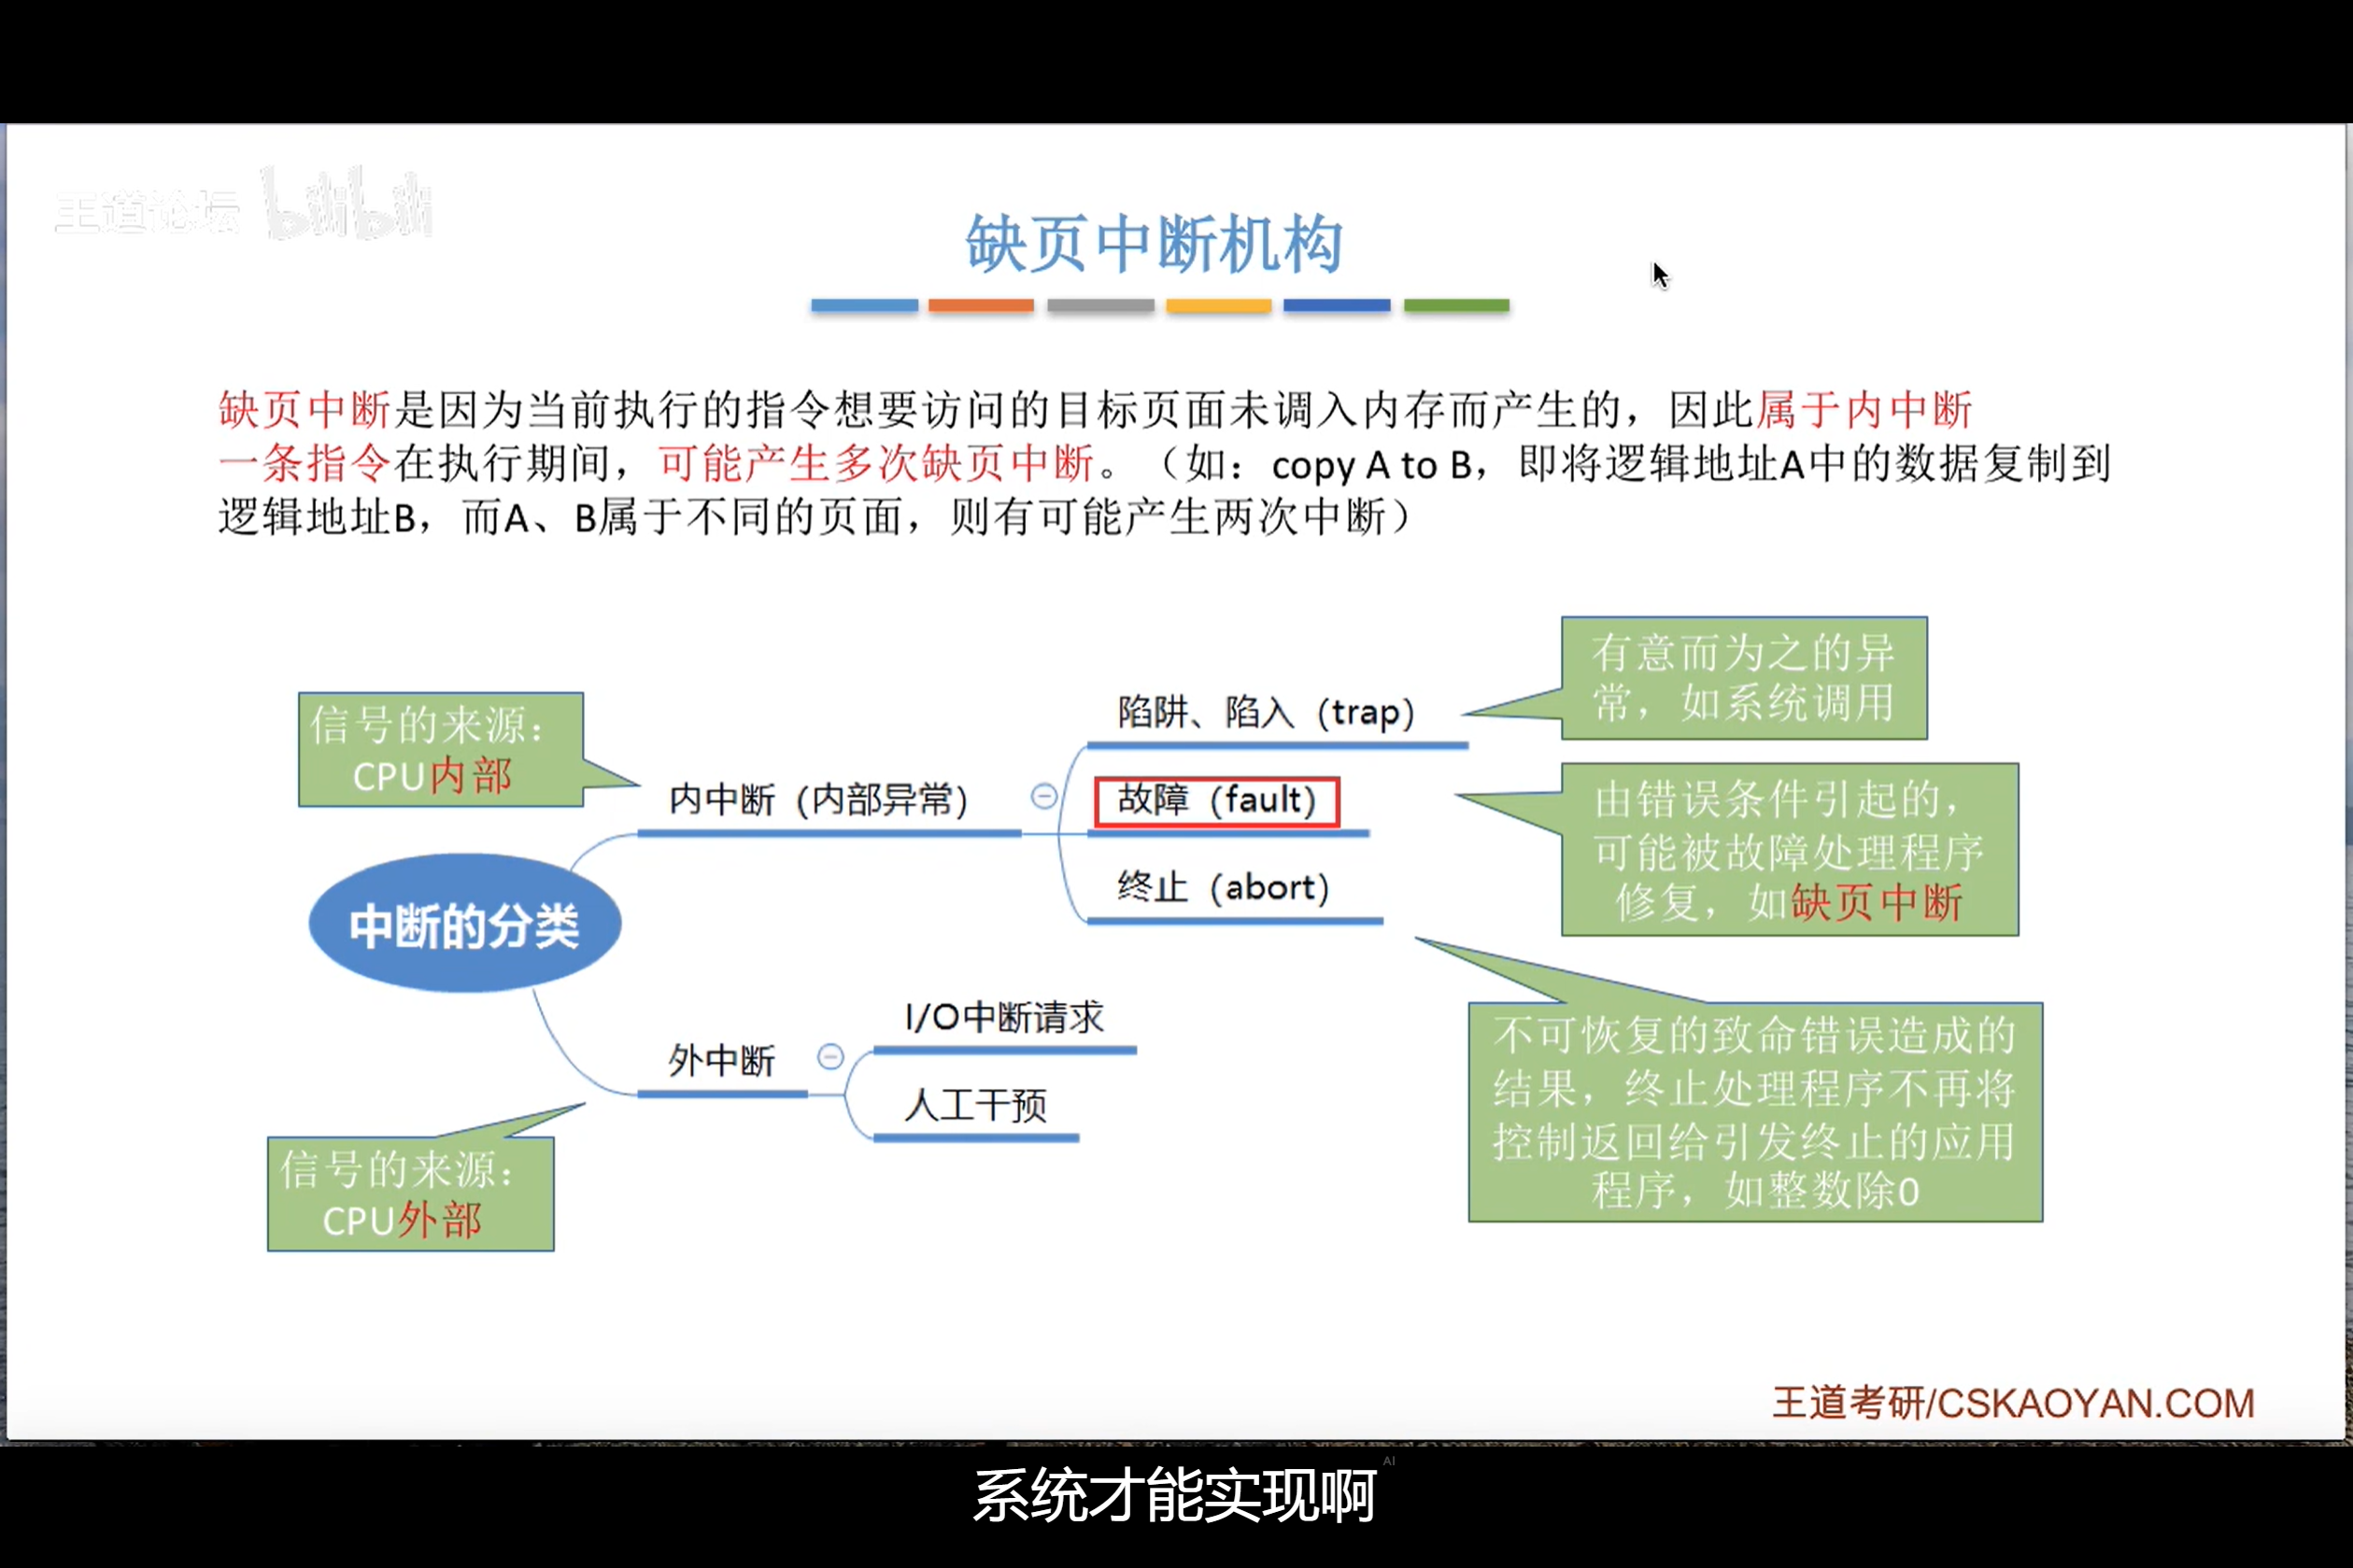 王道论坛 bilibili
缺页中断机构
缺页中断是因为当前执行的指令想要访问的目标页面未调入内存而产生的，因此属于内中断
一条指令在执行期间，可能产生多次缺页中断。（如：copy A to B，即将逻辑地址A中的数据复制到
逻辑地址B，而A、B属于不同的页面，则有可能产生两次中断）
有意而为之的异
常，如系统调用
信号的来源：
CPU内部
陷阱、陷入（trap）
内中断（内部异常）
故障（fault）
由错误条件引起的，
可能被故障处理程序
修复，如缺页中断
终止（abort）
中断的分类
不可恢复的致命错误造成的
结果，终止处理程序不再将
控制返回给引发终止的应用
程序，如整数除0
I/O中断请求
外中断
人工干预
信号的来源：
CPU外部
王道考研/CSKAOYAN.COM
系统才能实现啊
AI